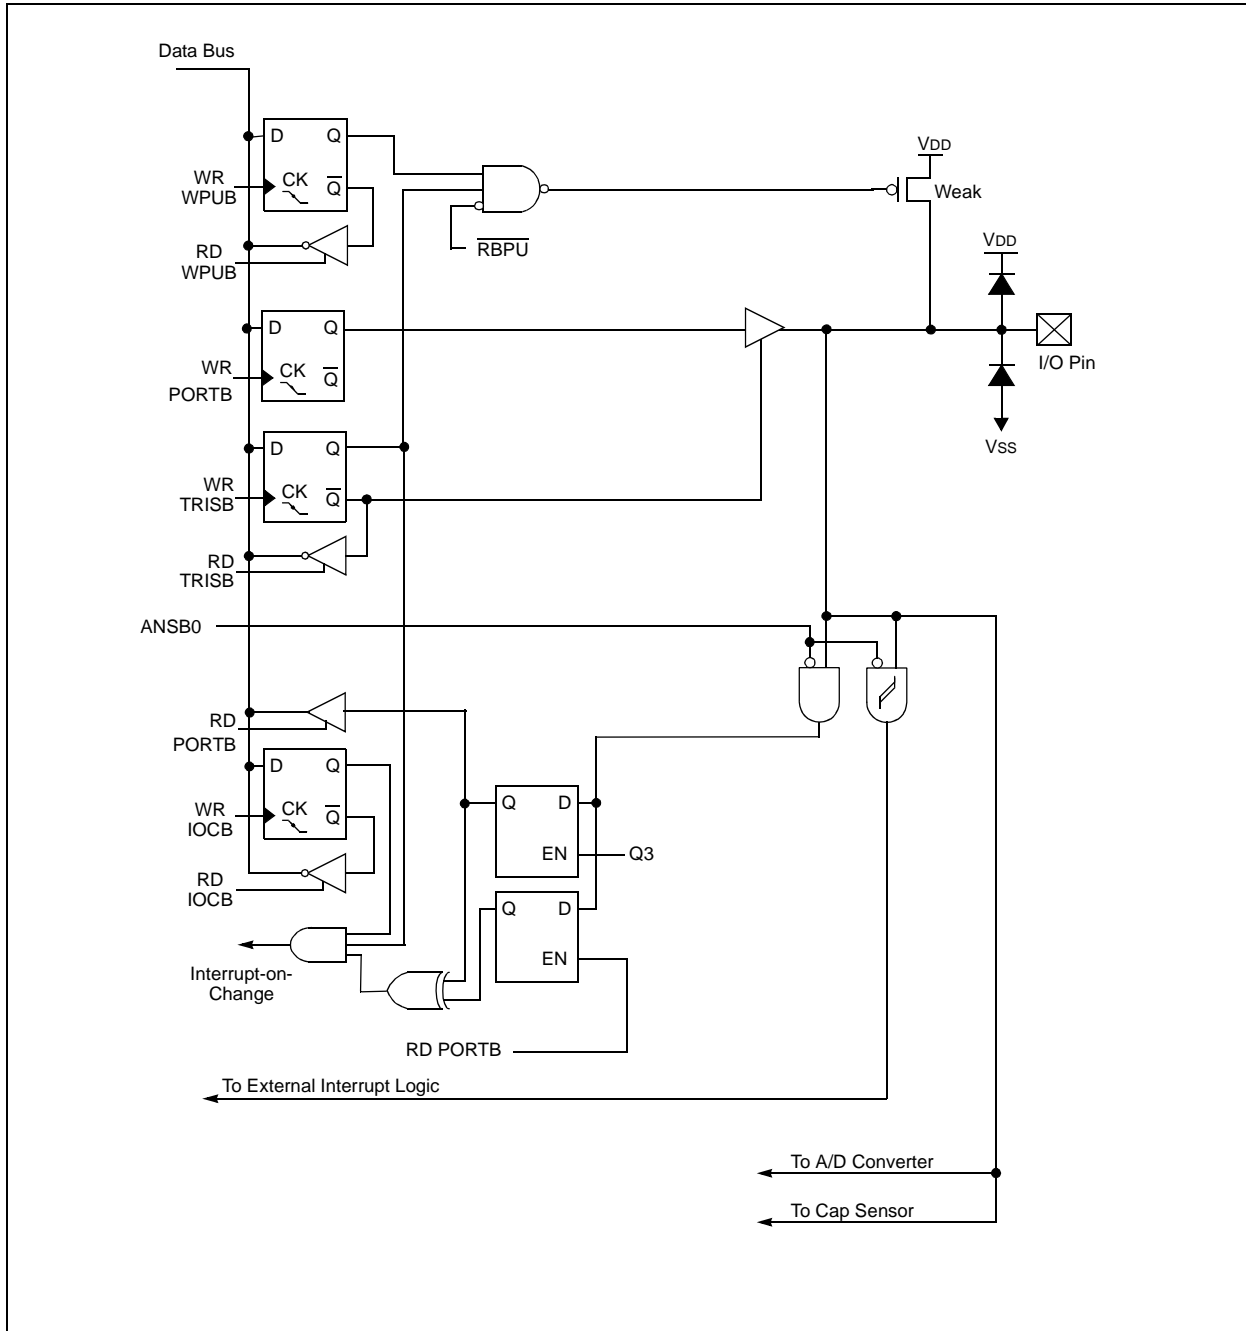 Data Bus
D Q
CK Q
WR
WPUB
RD
WPUB
RBPU
VDD
Weak
VDD
I/O Pin
VSS
D Q
CK Q
WR
PORTB
D Q
CK Q
WR
TRISB
RD
TRISB
ANSB0
RD
PORTB
D Q
CK Q
WR
IOCB
RD
IOCB
Q D
EN
Q3
Q D
EN
Interrupt-on-
Change
RD PORTB
To External Interrupt Logic
To A/D Converter
To Cap Sensor